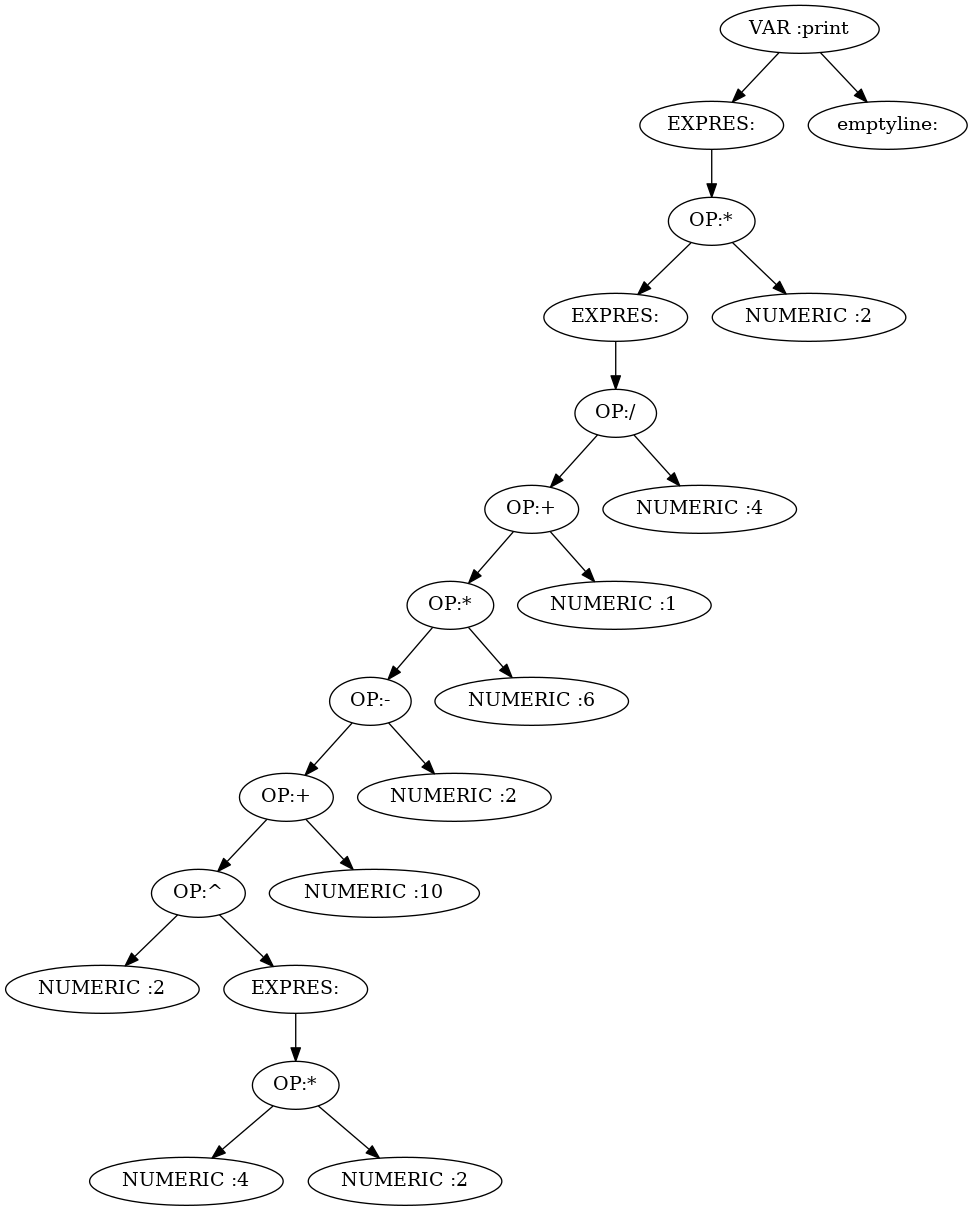 VAR :print
EXPRES:
emptyline:
OP:*
EXPRES:
NUMERIC :2
OP:/
OP:+
NUMERIC :4
OP:*
NUMERIC :1
OP:-
NUMERIC :6
OP:+
NUMERIC :2
OP:^
NUMERIC :10
NUMERIC :2
EXPRES:
OP:*
NUMERIC :4
NUMERIC :2